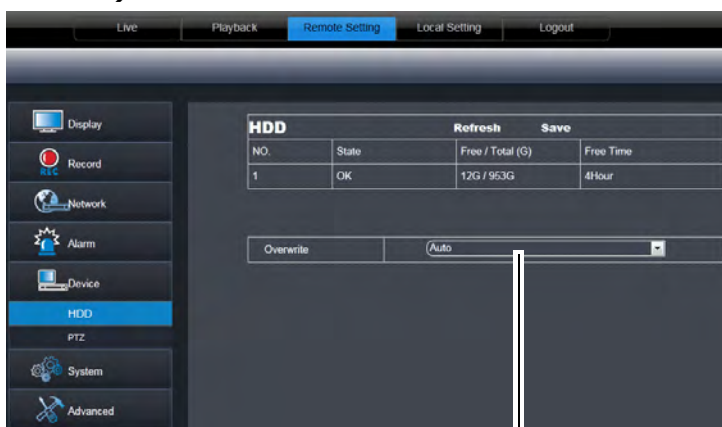 Live Playback Remote Setting Local Setting Logout
Display
Record
REC
Network
Alarm
Device
HDD
PTZ
System
Advanced
HDD Refresh Save
NO. State Free / Total (G) Free Time
1 OK 12G / 953G 4Hour
Overwrite Auto